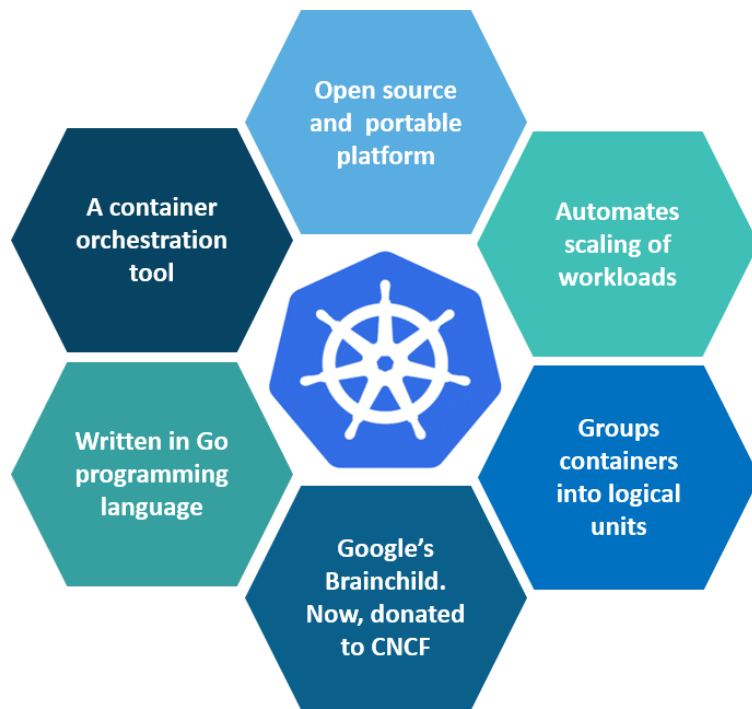 Open source
and portable
platform
A container
orchestration
tool
Automates
scaling of
workloads
Written in Go
programming
language
Groups
containers
into logical
units
Google’s
Brainchild.
Now, donated
to CNCF